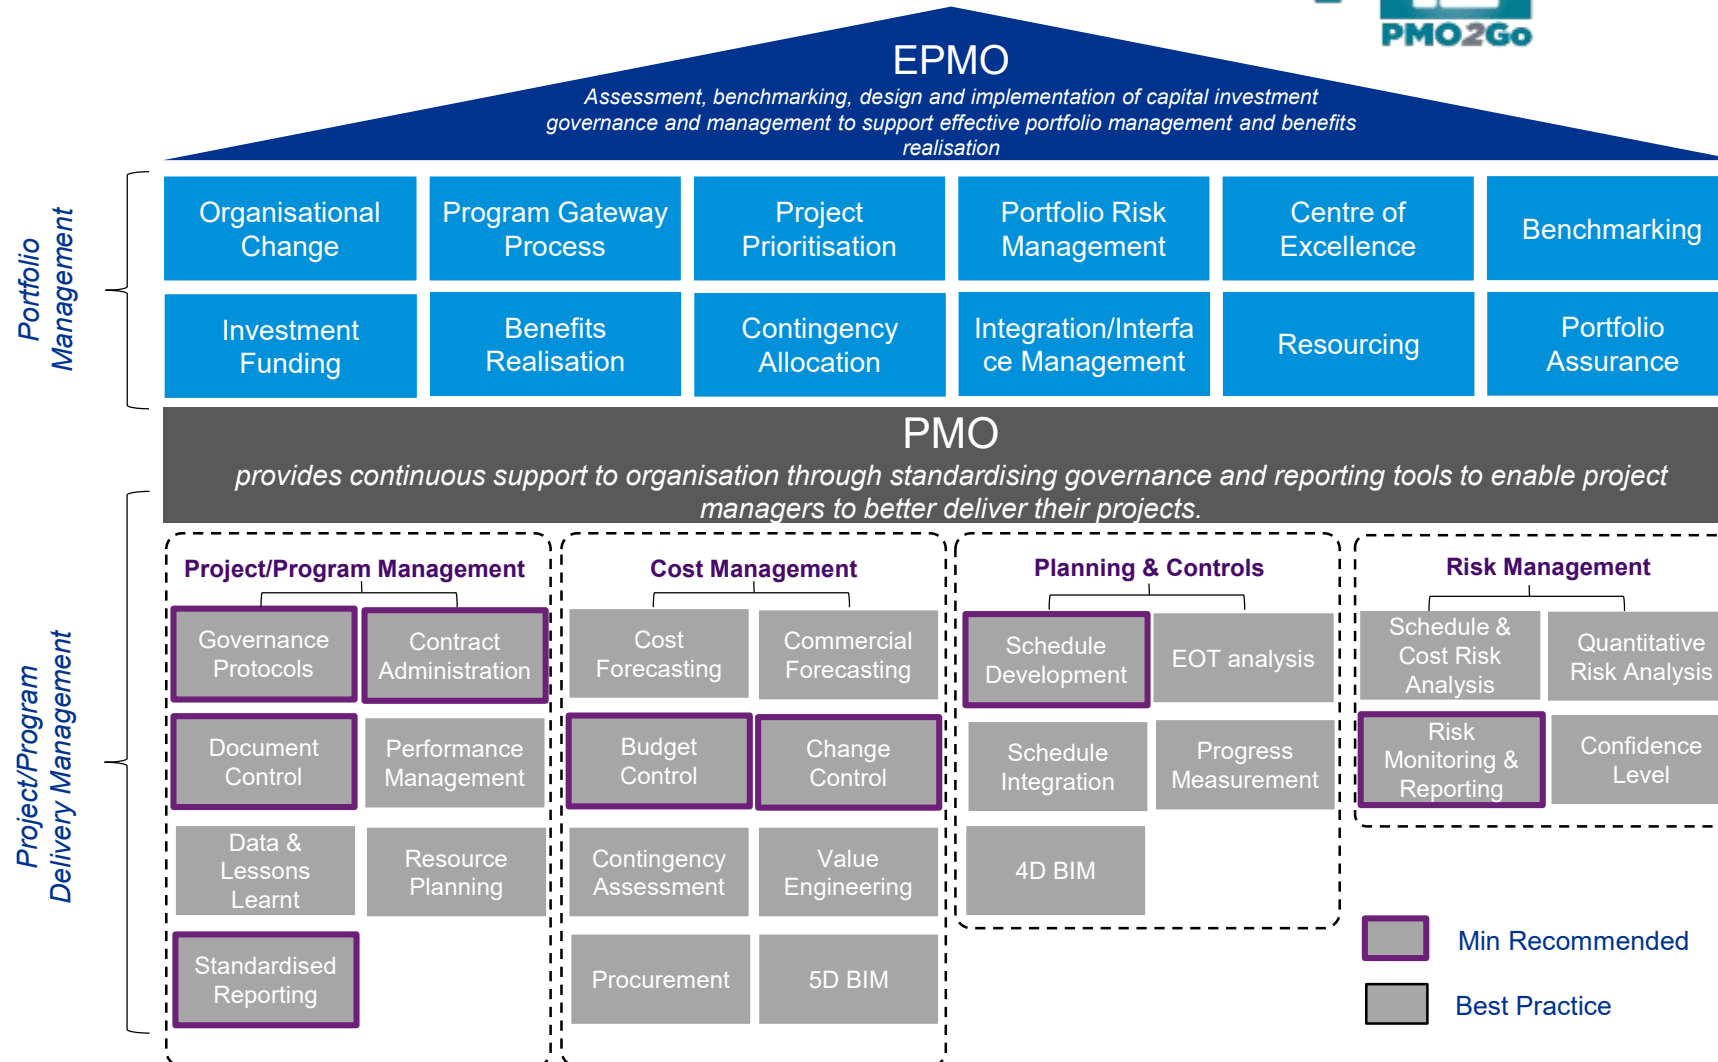 PMO2Go
EPMO
Assessment, benchmarking, design and implementation of capital investment
governance and management to support effective portfolio management and benefits
realisation
Portfolio
Management
Organisational
Change
Program Gateway
Process
Project
Prioritisation
Portfolio Risk
Management
Centre of
Excellence
Benchmarking
Investment
Funding
Benefits
Realisation
Contingency
Allocation
Integration/Interfa
ce Management
Resourcing
Portfolio
Assurance
PMO
provides continuous support to organisation through standardising governance and reporting tools to enable project
managers to better deliver their projects.
Project/Program
Delivery Management
Project/Program Management
Governance
Protocols
Contract
Administration
Document
Control
Performance
Management
Data &
Lessons
Learnt
Resource
Planning
Standardised
Reporting
Cost Management
Cost
Forecasting
Commercial
Forecasting
Budget
Control
Change
Control
Contingency
Assessment
Value
Engineering
Procurement
5D BIM
Planning & Controls
Schedule
Development
EOT analysis
Schedule
Integration
Progress
Measurement
4D BIM
Risk Management
Schedule &
Cost Risk
Analysis
Quantitative
Risk Analysis
Risk
Monitoring &
Reporting
Confidence
Level
Min Recommended
Best Practice